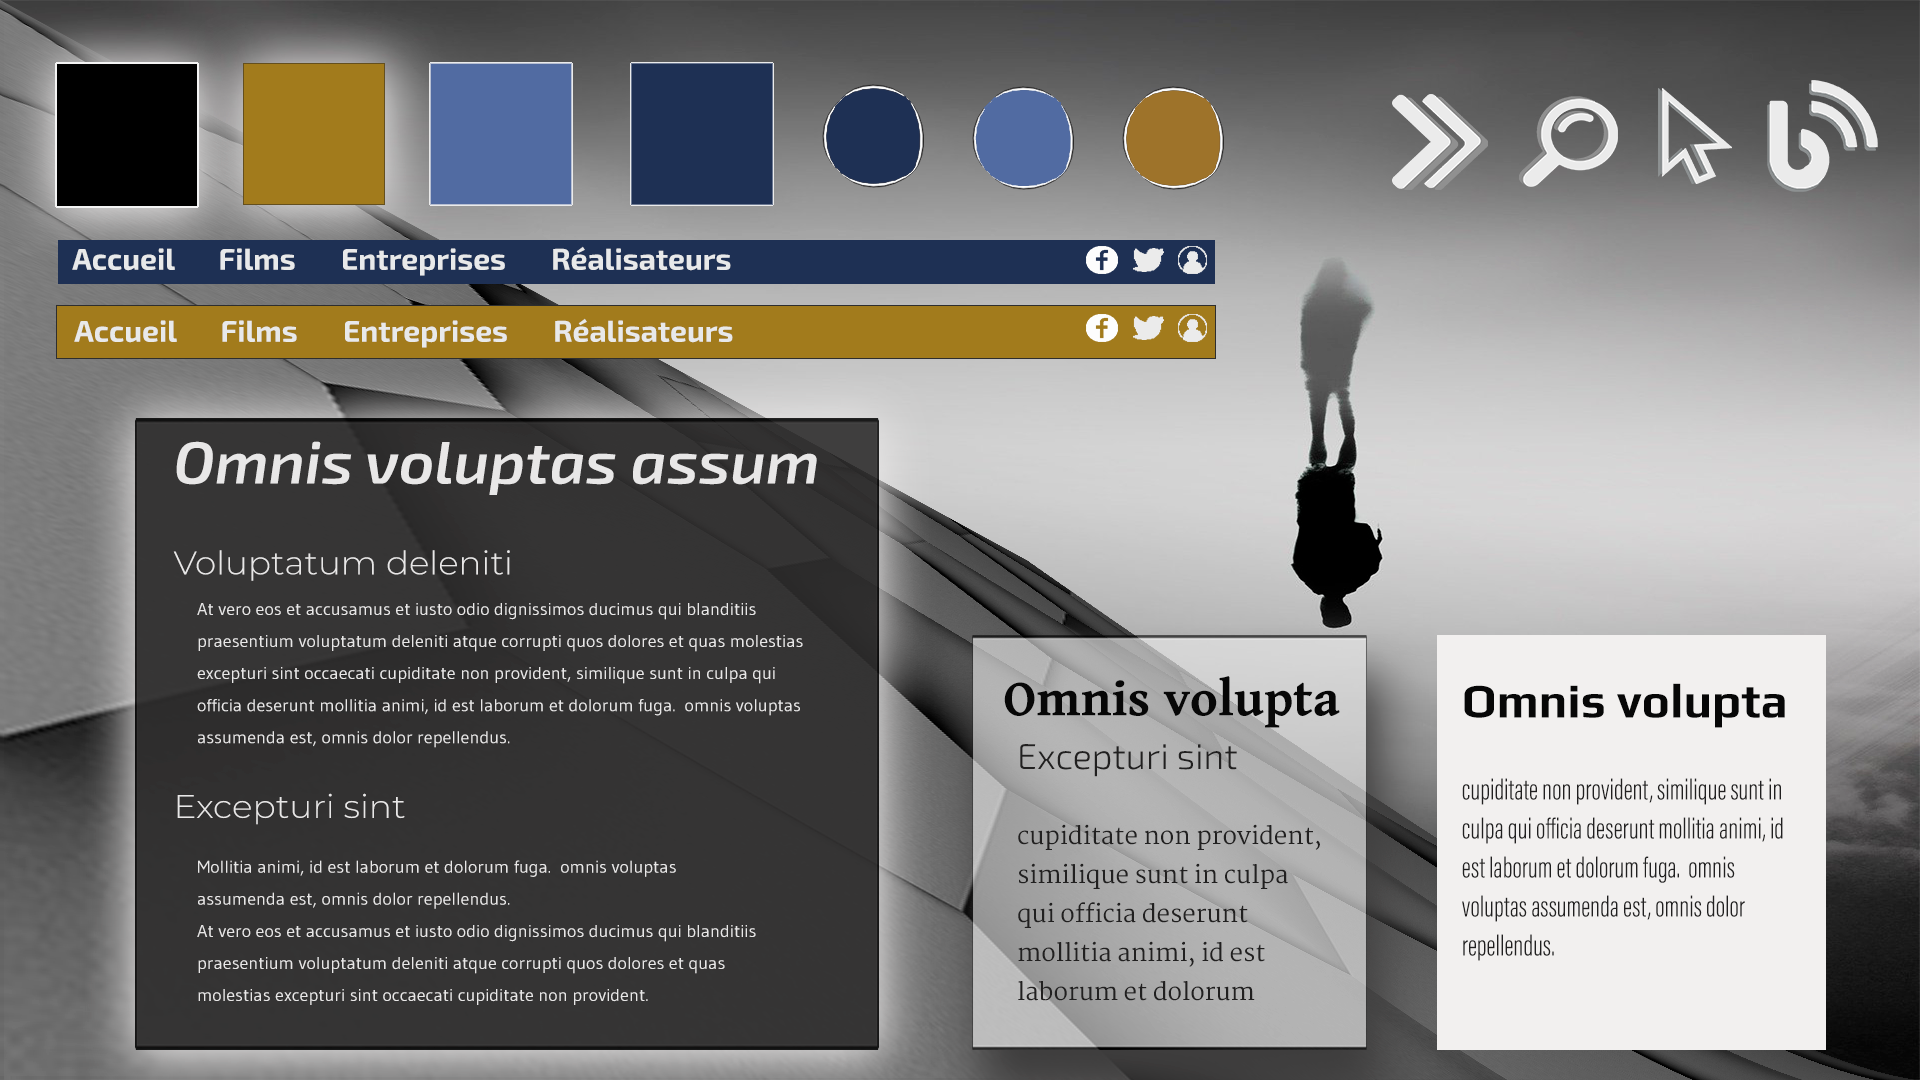 Accueil Films Entreprises Réalisateurs
Accueil Films Entreprises Réalisateurs
Omnis voluptas assum
Voluptatum deleniti
At vero eos et accusamus et iusto odio dignissimos ducimus qui blanditiis
praesentium voluptatum deleniti atque corrupti quos dolores et quas molestias
excepturi sint occaecati cupiditate non provident, similique sunt in culpa qui
officia deserunt mollitia animi, id est laborum et dolorum fuga.  omnis voluptas
assumenda est, omnis dolor repellendus.
Excepturi sint
Mollitia animi, id est laborum et dolorum fuga.  omnis voluptas
assumenda est, omnis dolor repellendus.
At vero eos et accusamus et iusto odio dignissimos ducimus qui blanditiis
praesentium voluptatum deleniti atque corrupti quos dolores et quas
molestias excepturi sint occaecati cupiditate non provident.
Omnis volupta
Excepturi sint
cupiditate non provident,
similique sunt in culpa
qui officia deserunt
mollitia animi, id est
laborum et dolorum
Omnis volupta
cupiditate non provident, similique sunt in
culpa qui officia deserunt mollitia animi, id
est laborum et dolorum fuga.  omnis
voluptas assumenda est, omnis dolor
repellendus.